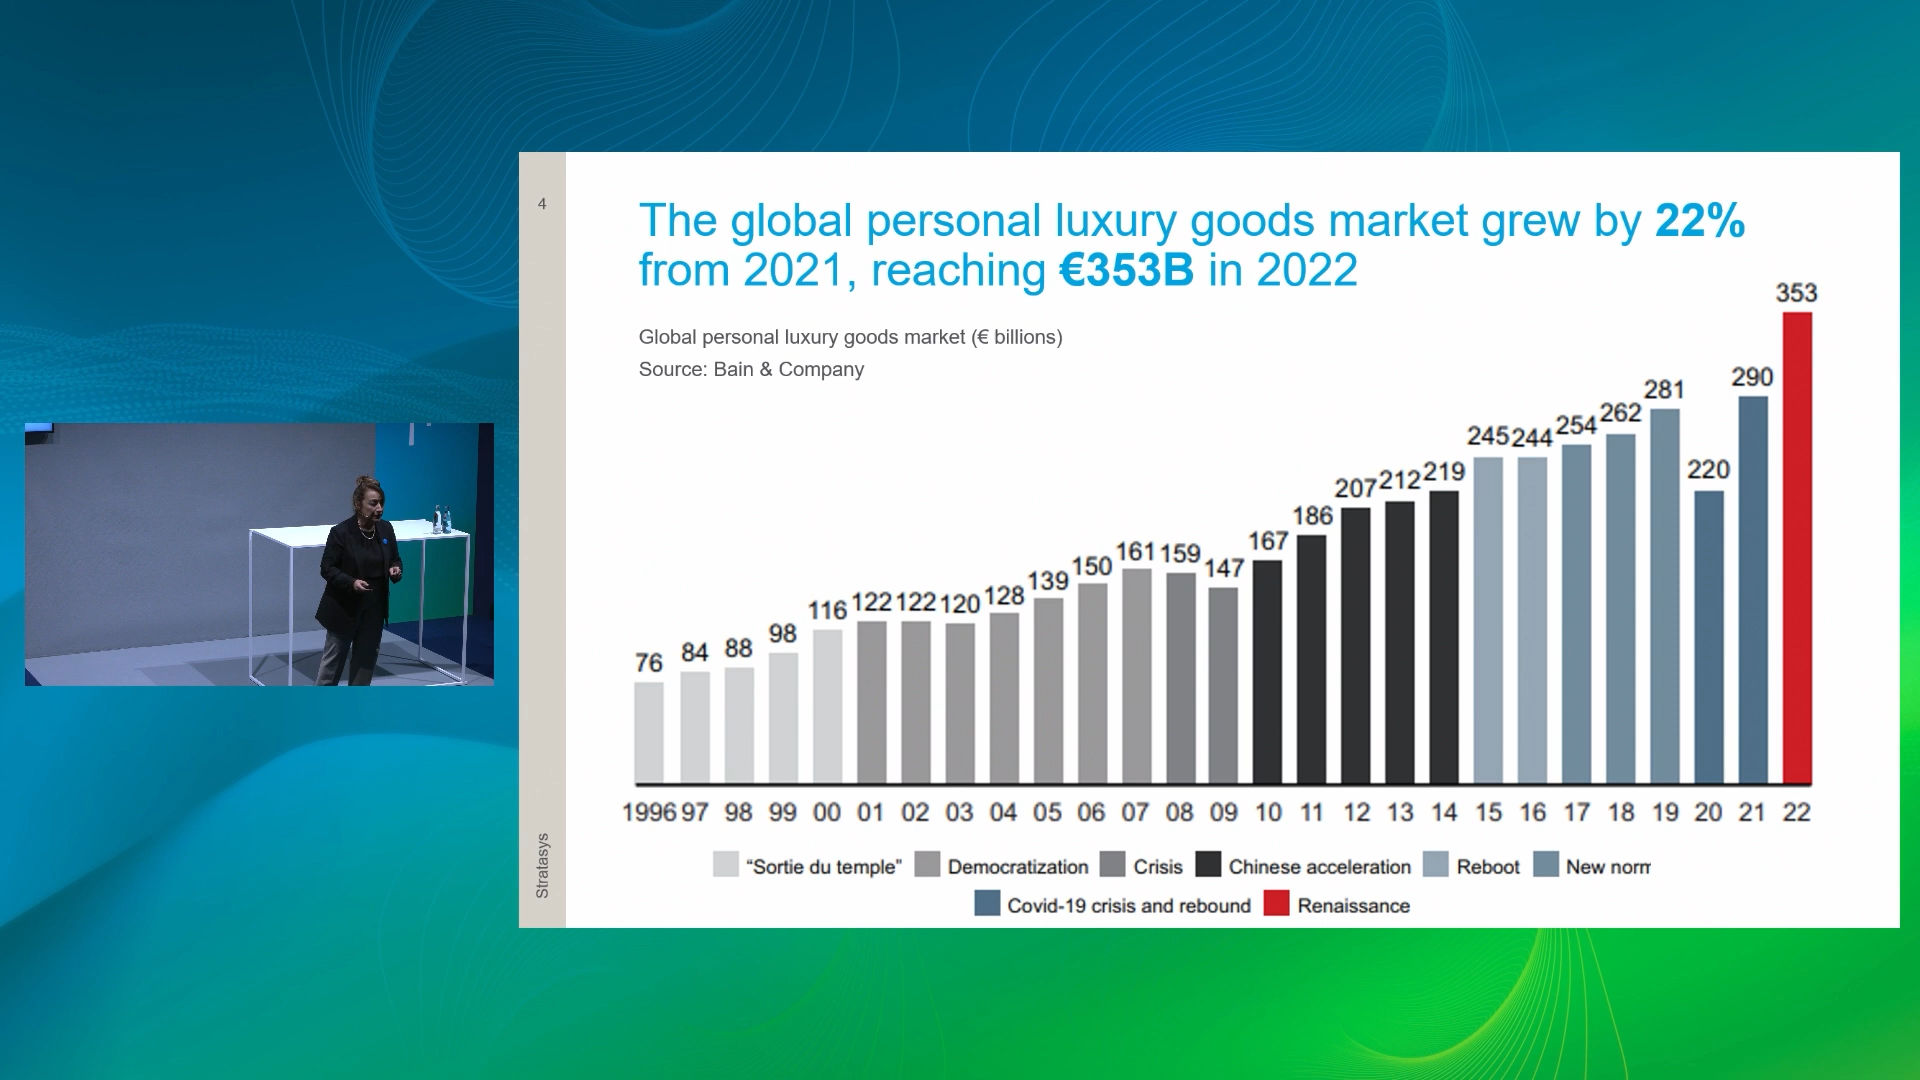 4
The global personal luxury goods market grew by 22%
from 2021, reaching €353B in 2022
Global personal luxury goods market (€ billions)
Source: Bain & Company
76 84 88 98 116 122 122 120 128 139 150 161 159 147 167 186 207 212 219 245 244 254 262 281 220 290 353
1996 97 98 99 00 01 02 03 04 05 06 07 08 09 10 11 12 13 14 15 16 17 18 19 20 21 22
“Sortie du temple” Democratization Crisis Chinese acceleration Reboot New norm
Covid-19 crisis and rebound Renaissance
Stratasys